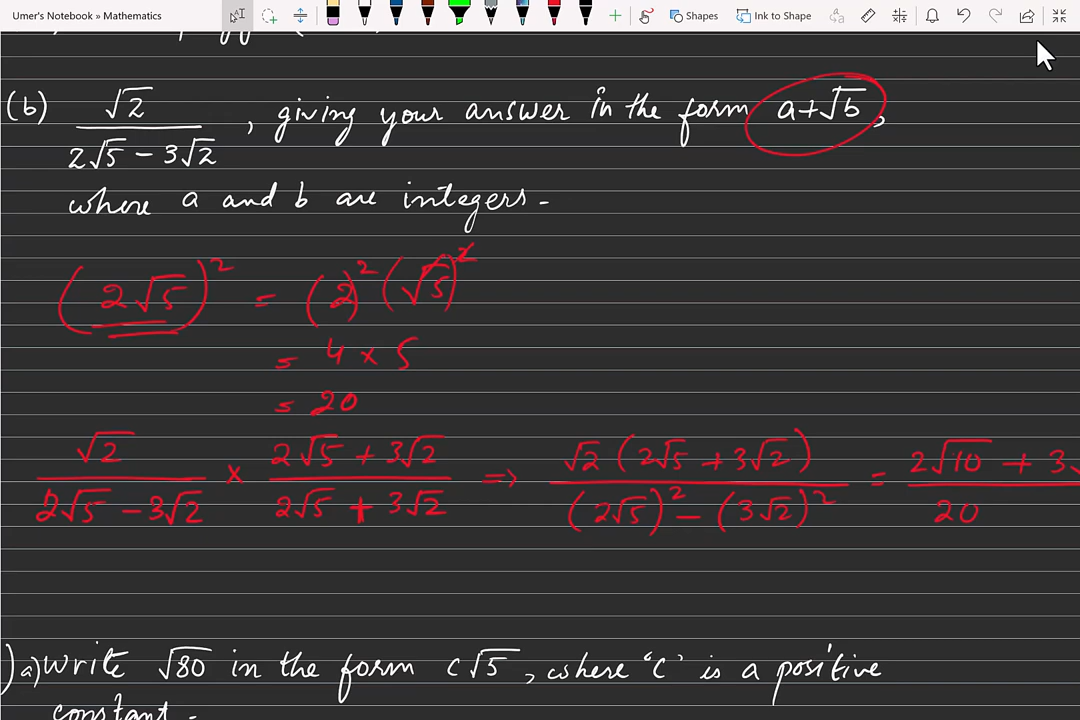 Umer's Notebook » Mathematics
Shapes
Ink to Shape
(b) √2 / (2√5 − 3√2) , giving your answer in the form a+√b,
where a and b are integers.
(2√5)² = (2)² (√5)²
= 4 × 5
= 20
√2 / (2√5 − 3√2) × (2√5 + 3√2) / (2√5 + 3√2) => √2 (2√5 + 3√2) / ((2√5)² − (3√2)²) = 2√10 + 3 / 20
) a) Write √80 in the form c√5 , where 'c' is a positive
constant.